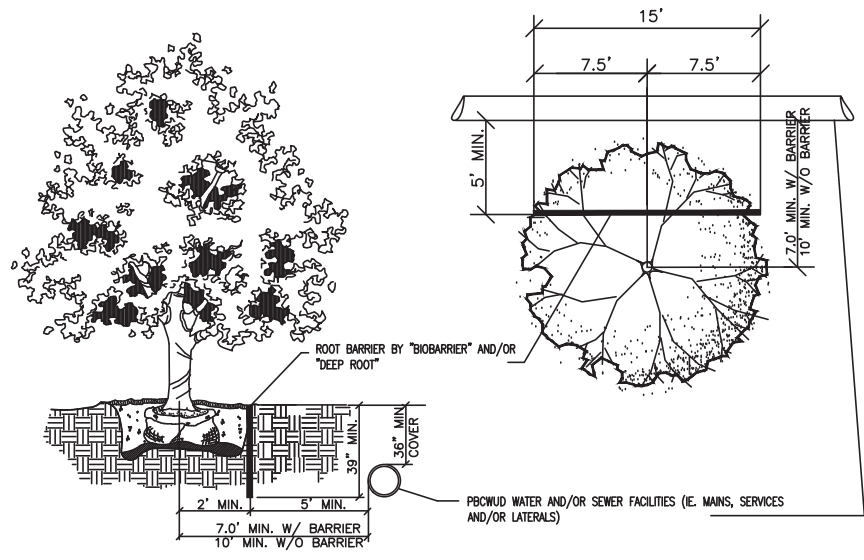 15'
7.5'
7.5'
5' MIN.
7.0' MIN. W/ BARRIER
10' MIN. W/O BARRIER
ROOT BARRIER BY "BIOBARRIER" AND/OR
"DEEP ROOT"
39" MIN.
36" MIN.
COVER
2' MIN.
5' MIN.
7.0' MIN. W/ BARRIER
10' MIN. W/O BARRIER
PBCWUD WATER AND/OR SEWER FACILITIES (IE. MAINS, SERVICES
AND/OR LATERALS)